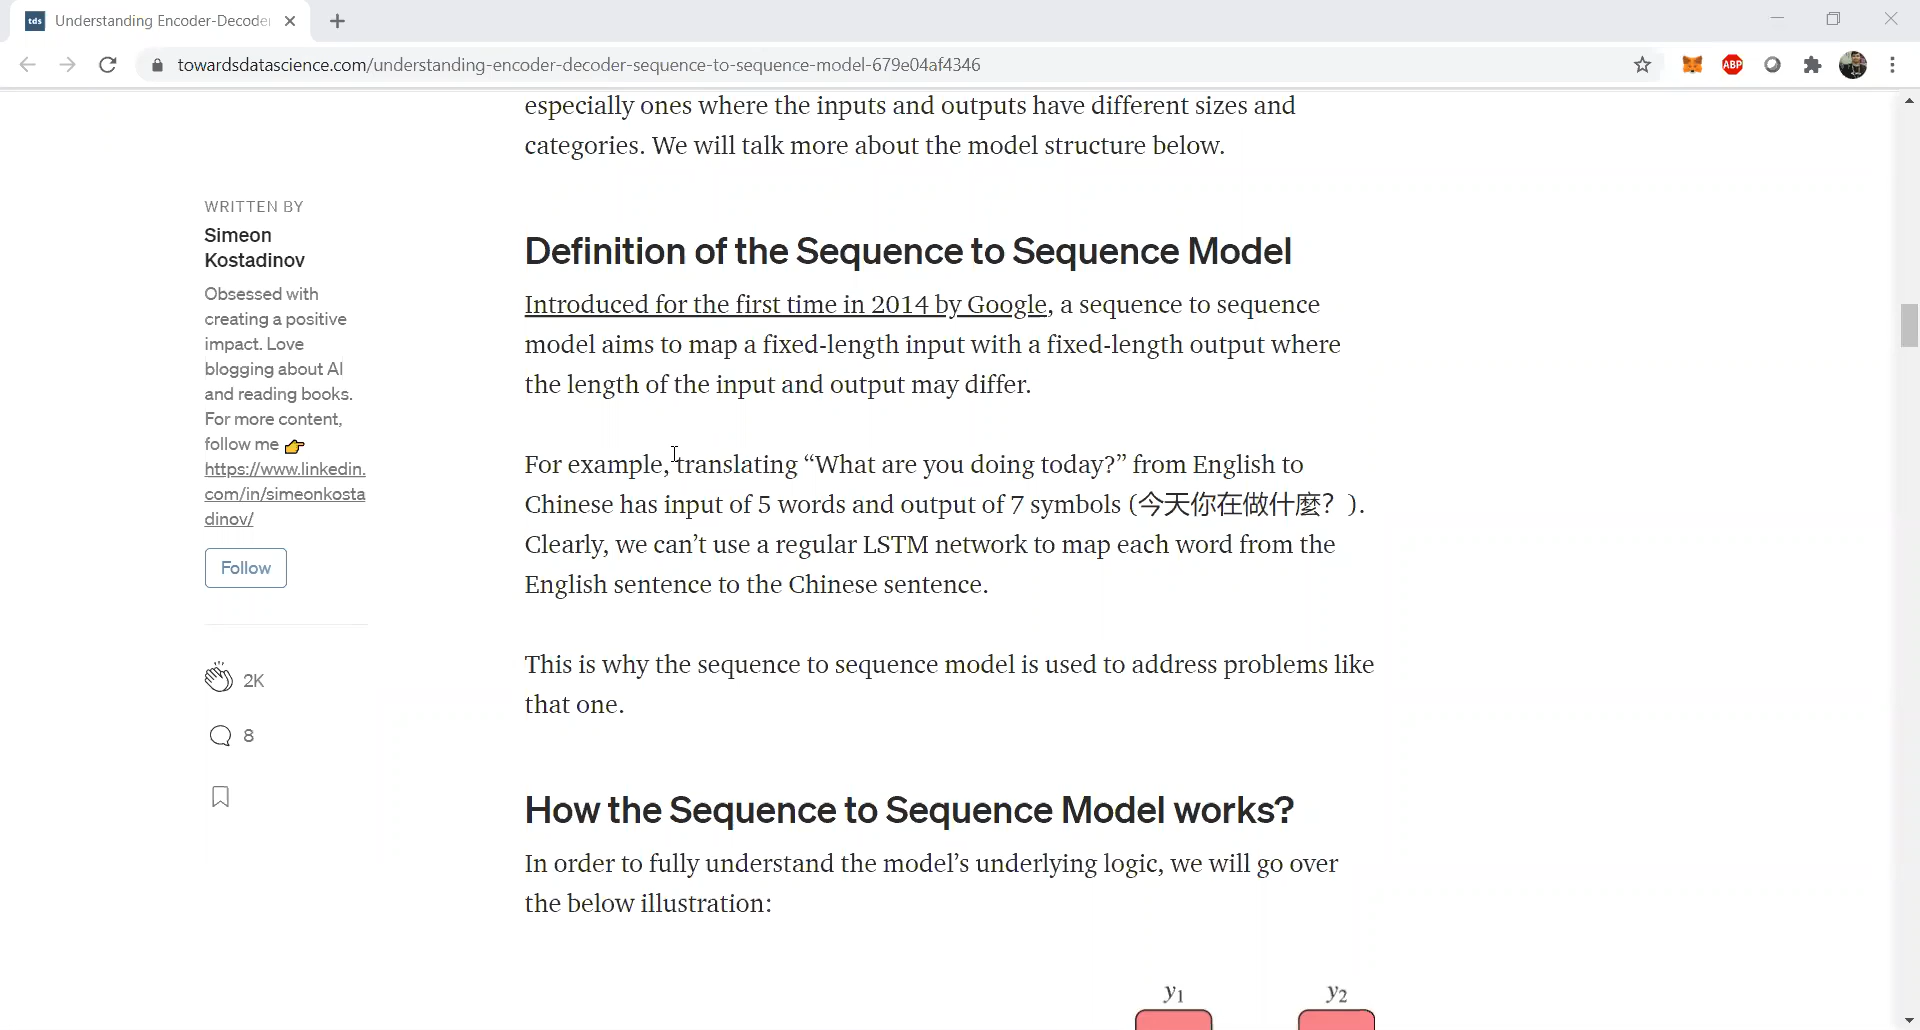 tds Understanding Encoder-Decode
towardsdatascience.com/understanding-encoder-decoder-sequence-to-sequence-model-679e04af4346
ABP
especially ones where the inputs and outputs have different sizes and
categories. We will talk more about the model structure below.
WRITTEN BY
Simeon
Kostadinov
Obsessed with
creating a positive
impact. Love
blogging about AI
and reading books.
For more content,
follow me 👉
https://www.linkedin.
com/in/simeonkosta
dinov/
Follow
2K
8
Definition of the Sequence to Sequence Model
Introduced for the first time in 2014 by Google, a sequence to sequence
model aims to map a fixed-length input with a fixed-length output where
the length of the input and output may differ.
For example, translating “What are you doing today?” from English to
Chinese has input of 5 words and output of 7 symbols (今天你在做什麼？).
Clearly, we can’t use a regular LSTM network to map each word from the
English sentence to the Chinese sentence.
This is why the sequence to sequence model is used to address problems like
that one.
How the Sequence to Sequence Model works?
In order to fully understand the model’s underlying logic, we will go over
the below illustration:
y1 y2